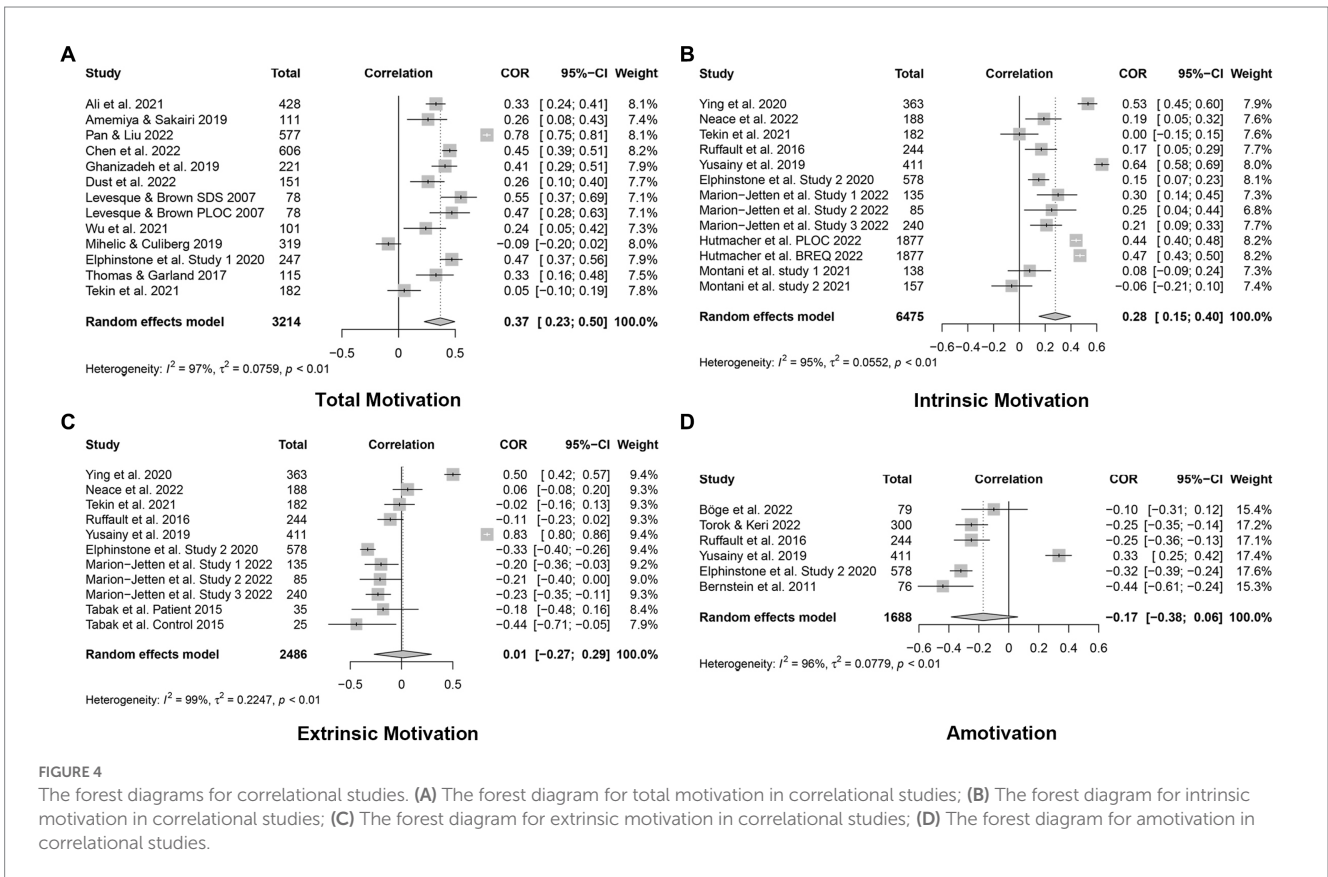 A
Study Total Correlation COR 95%−CI Weight
Ali et al. 2021 428 0.33 [ 0.24; 0.41] 8.1%
Amemiya & Sakairi 2019 111 0.26 [ 0.08; 0.43] 7.4%
Pan & Liu 2022 577 0.78 [ 0.75; 0.81] 8.1%
Chen et al. 2022 606 0.45 [ 0.39; 0.51] 8.2%
Ghanizadeh et al. 2019 221 0.41 [ 0.29; 0.51] 7.9%
Dust et al. 2022 151 0.26 [ 0.10; 0.40] 7.7%
Levesque & Brown SDS 2007 78 0.55 [ 0.37; 0.69] 7.1%
Levesque & Brown PLOC 2007 78 0.47 [ 0.28; 0.63] 7.1%
Wu et al. 2021 101 0.24 [ 0.05; 0.42] 7.3%
Mihelic & Culiberg 2019 319 −0.09 [−0.20; 0.02] 8.0%
Elphinstone et al. Study 1 2020 247 0.47 [ 0.37; 0.56] 7.9%
Thomas & Garland 2017 115 0.33 [ 0.16; 0.48] 7.5%
Tekin et al. 2021 182 0.05 [−0.10; 0.19] 7.8%
Random effects model 3214 0.37 [ 0.23; 0.50] 100.0%
−0.5 0 0.5
Heterogeneity: I² = 97%, τ² = 0.0759, p < 0.01
Total Motivation
B
Study Total Correlation COR 95%−CI Weight
Ying et al. 2020 363 0.53 [ 0.45; 0.60] 7.9%
Neace et al. 2022 188 0.19 [ 0.05; 0.32] 7.6%
Tekin et al. 2021 182 0.00 [−0.15; 0.15] 7.5%
Ruffault et al. 2016 244 0.17 [ 0.05; 0.29] 7.7%
Yusainy et al. 2019 411 0.64 [ 0.58; 0.69] 8.0%
Elphinstone et al. Study 2 2020 578 0.15 [ 0.07; 0.23] 8.1%
Marion−Jetten et al. Study 1 2022 135 0.30 [ 0.14; 0.45] 7.3%
Marion−Jetten et al. Study 2 2022 85 0.25 [ 0.04; 0.44] 6.8%
Marion−Jetten et al. Study 3 2022 240 0.21 [ 0.09; 0.33] 7.7%
Hutmacher et al. PLOC 2022 1877 0.44 [ 0.40; 0.48] 8.2%
Hutmacher et al. BREQ 2022 1877 0.47 [ 0.43; 0.50] 8.2%
Montani et al. study 1 2021 138 0.08 [−0.09; 0.24] 7.3%
Montani et al. study 2 2021 157 −0.06 [−0.21; 0.10] 7.4%
Random effects model 6475 0.28 [ 0.15; 0.40] 100.0%
−0.6 −0.4 −0.2 0 0.2 0.4 0.6
Heterogeneity: I² = 95%, τ² = 0.0552, p < 0.01
Intrinsic Motivation
C
Study Total Correlation COR 95%−CI Weight
Ying et al. 2020 363 0.50 [ 0.42; 0.57] 9.4%
Neace et al. 2022 188 0.06 [−0.08; 0.20] 9.3%
Tekin et al. 2021 182 −0.02 [−0.16; 0.13] 9.3%
Ruffault et al. 2016 244 −0.11 [−0.23; 0.02] 9.3%
Yusainy et al. 2019 411 0.83 [ 0.80; 0.86] 9.4%
Elphinstone et al. Study 2 2020 578 −0.33 [−0.40; −0.26] 9.4%
Marion−Jetten et al. Study 1 2022 135 −0.20 [−0.36; −0.03] 9.2%
Marion−Jetten et al. Study 2 2022 85 −0.21 [−0.40; 0.00] 9.0%
Marion−Jetten et al. Study 3 2022 240 −0.23 [−0.35; −0.11] 9.3%
Tabak et al. Patient 2015 35 −0.18 [−0.48; 0.16] 8.4%
Tabak et al. Control 2015 25 −0.44 [−0.71; −0.05] 7.9%
Random effects model 2486 0.01 [−0.27; 0.29] 100.0%
−0.5 0 0.5
Heterogeneity: I² = 99%, τ² = 0.2247, p < 0.01
Extrinsic Motivation
D
Study Total Correlation COR 95%−CI Weight
Böge et al. 2022 79 −0.10 [−0.31; 0.12] 15.4%
Torok & Keri 2022 300 −0.25 [−0.35; −0.14] 17.2%
Ruffault et al. 2016 244 −0.25 [−0.36; −0.13] 17.1%
Yusainy et al. 2019 411 0.33 [ 0.25; 0.42] 17.4%
Elphinstone et al. Study 2 2020 578 −0.32 [−0.39; −0.24] 17.6%
Bernstein et al. 2011 76 −0.44 [−0.61; −0.24] 15.3%
Random effects model 1688 −0.17 [−0.38; 0.06] 100.0%
−0.6 −0.4 −0.2 0 0.2 0.4 0.6
Heterogeneity: I² = 96%, τ² = 0.0779, p < 0.01
Amotivation
FIGURE 4
The forest diagrams for correlational studies. (A) The forest diagram for total motivation in correlational studies; (B) The forest diagram for intrinsic
motivation in correlational studies; (C) The forest diagram for extrinsic motivation in correlational studies; (D) The forest diagram for amotivation in
correlational studies.